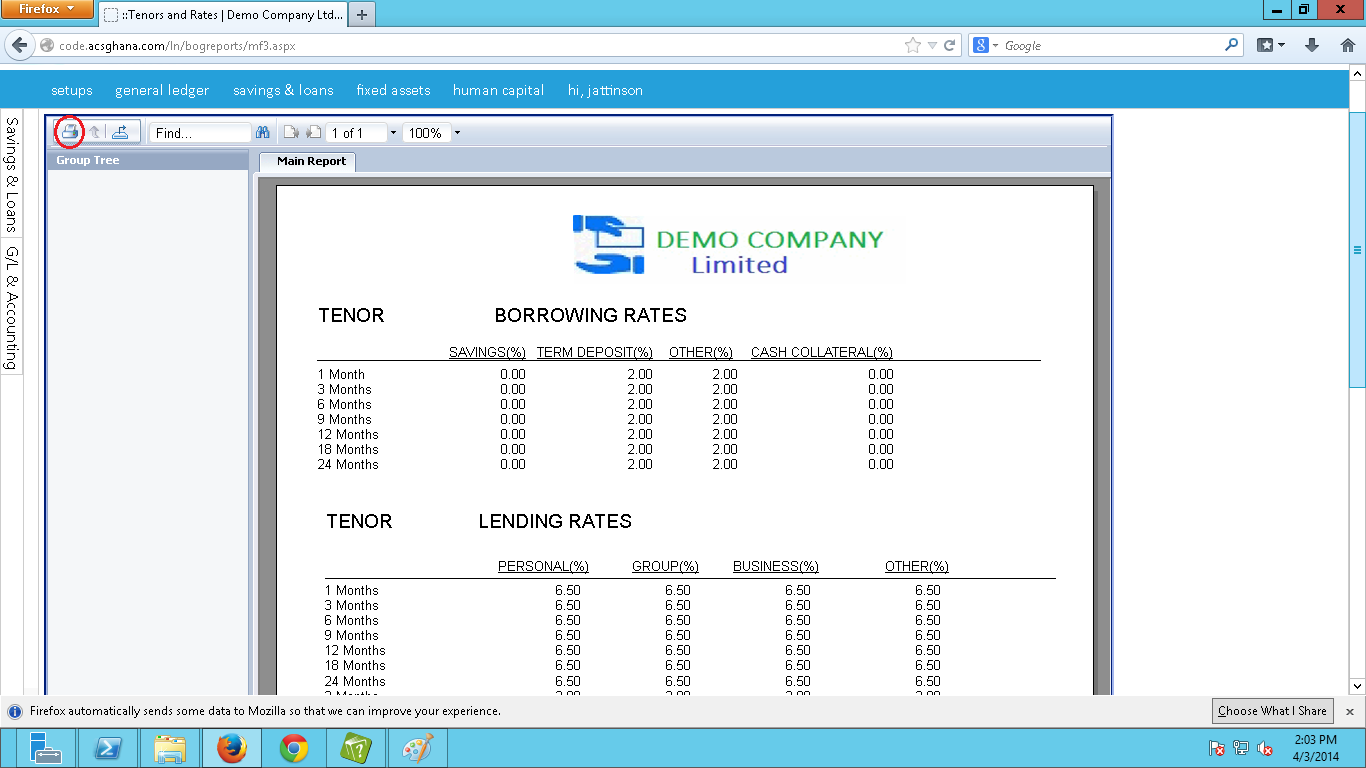 Firefox
::Tenors and Rates | Demo Company Ltd...
code.acsghana.com/ln/bogreports/mf3.aspx
Google
setups general ledger savings & loans fixed assets human capital hi, jattinson
Savings & Loans
G/L & Accounting
Find... 1 of 1 100%
Group Tree
Main Report
DEMO COMPANY
Limited
TENOR BORROWING RATES
SAVINGS(%) TERM DEPOSIT(%) OTHER(%) CASH COLLATERAL(%)
1 Month 0.00 2.00 2.00 0.00
3 Months 0.00 2.00 2.00 0.00
6 Months 0.00 2.00 2.00 0.00
9 Months 0.00 2.00 2.00 0.00
12 Months 0.00 2.00 2.00 0.00
18 Months 0.00 2.00 2.00 0.00
24 Months 0.00 2.00 2.00 0.00
TENOR LENDING RATES
PERSONAL(%) GROUP(%) BUSINESS(%) OTHER(%)
1 Months 6.50 6.50 6.50 6.50
3 Months 6.50 6.50 6.50 6.50
6 Months 6.50 6.50 6.50 6.50
9 Months 6.50 6.50 6.50 6.50
12 Months 6.50 6.50 6.50 6.50
18 Months 6.50 6.50 6.50 6.50
24 Months 6.50 6.50 6.50 6.50
Firefox automatically sends some data to Mozilla so that we can improve your experience.
Choose What I Share
2:03 PM
4/3/2014